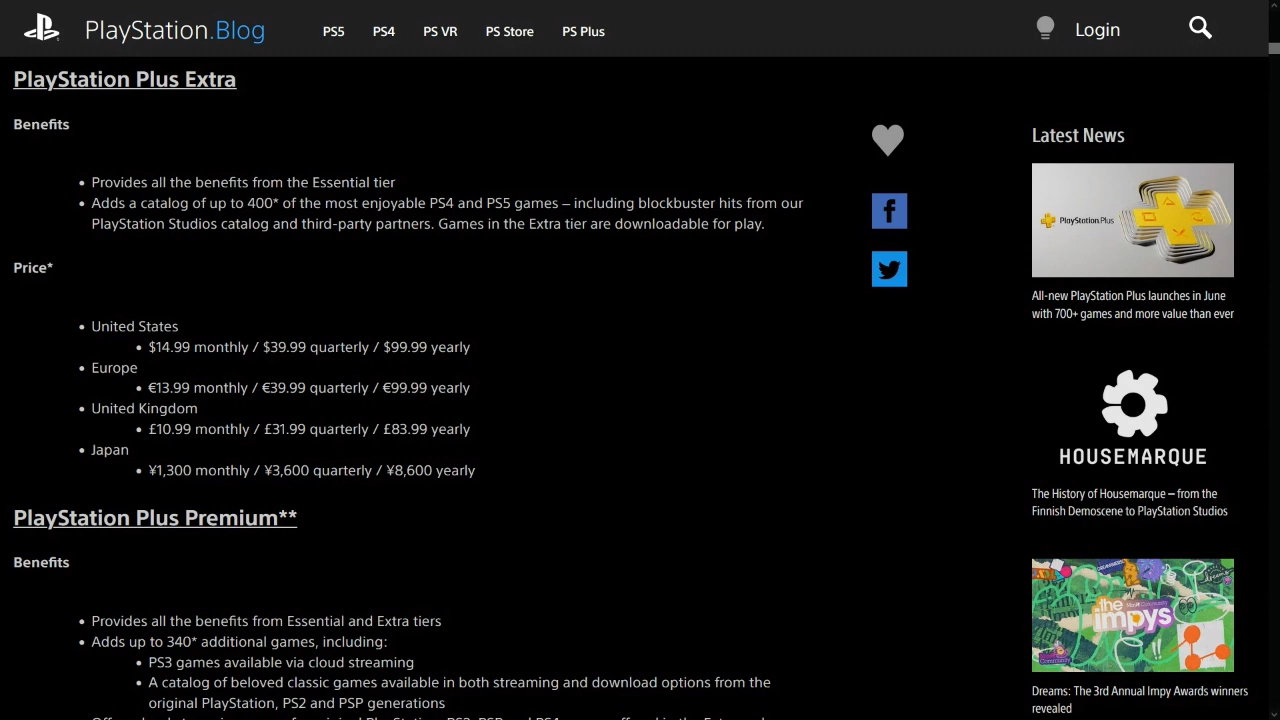 PlayStation.Blog
PS5
PS4
PS VR
PS Store
PS Plus
Login
PlayStation Plus Extra
Benefits
• Provides all the benefits from the Essential tier
• Adds a catalog of up to 400* of the most enjoyable PS4 and PS5 games – including blockbuster hits from our
PlayStation Studios catalog and third-party partners. Games in the Extra tier are downloadable for play.
Price*
• United States
• $14.99 monthly / $39.99 quarterly / $99.99 yearly
• Europe
• €13.99 monthly / €39.99 quarterly / €99.99 yearly
• United Kingdom
• £10.99 monthly / £31.99 quarterly / £83.99 yearly
• Japan
• ¥1,300 monthly / ¥3,600 quarterly / ¥8,600 yearly
PlayStation Plus Premium**
Benefits
• Provides all the benefits from Essential and Extra tiers
• Adds up to 340* additional games, including:
• PS3 games available via cloud streaming
• A catalog of beloved classic games available in both streaming and download options from the
original PlayStation, PS2 and PSP generations
Latest News
PlayStation.Plus
All-new PlayStation Plus launches in June
with 700+ games and more value than ever
HOUSEMARQUE
The History of Housemarque – from the
Finnish Demoscene to PlayStation Studios
the
impys
Dreams: The 3rd Annual Impy Awards winners
revealed